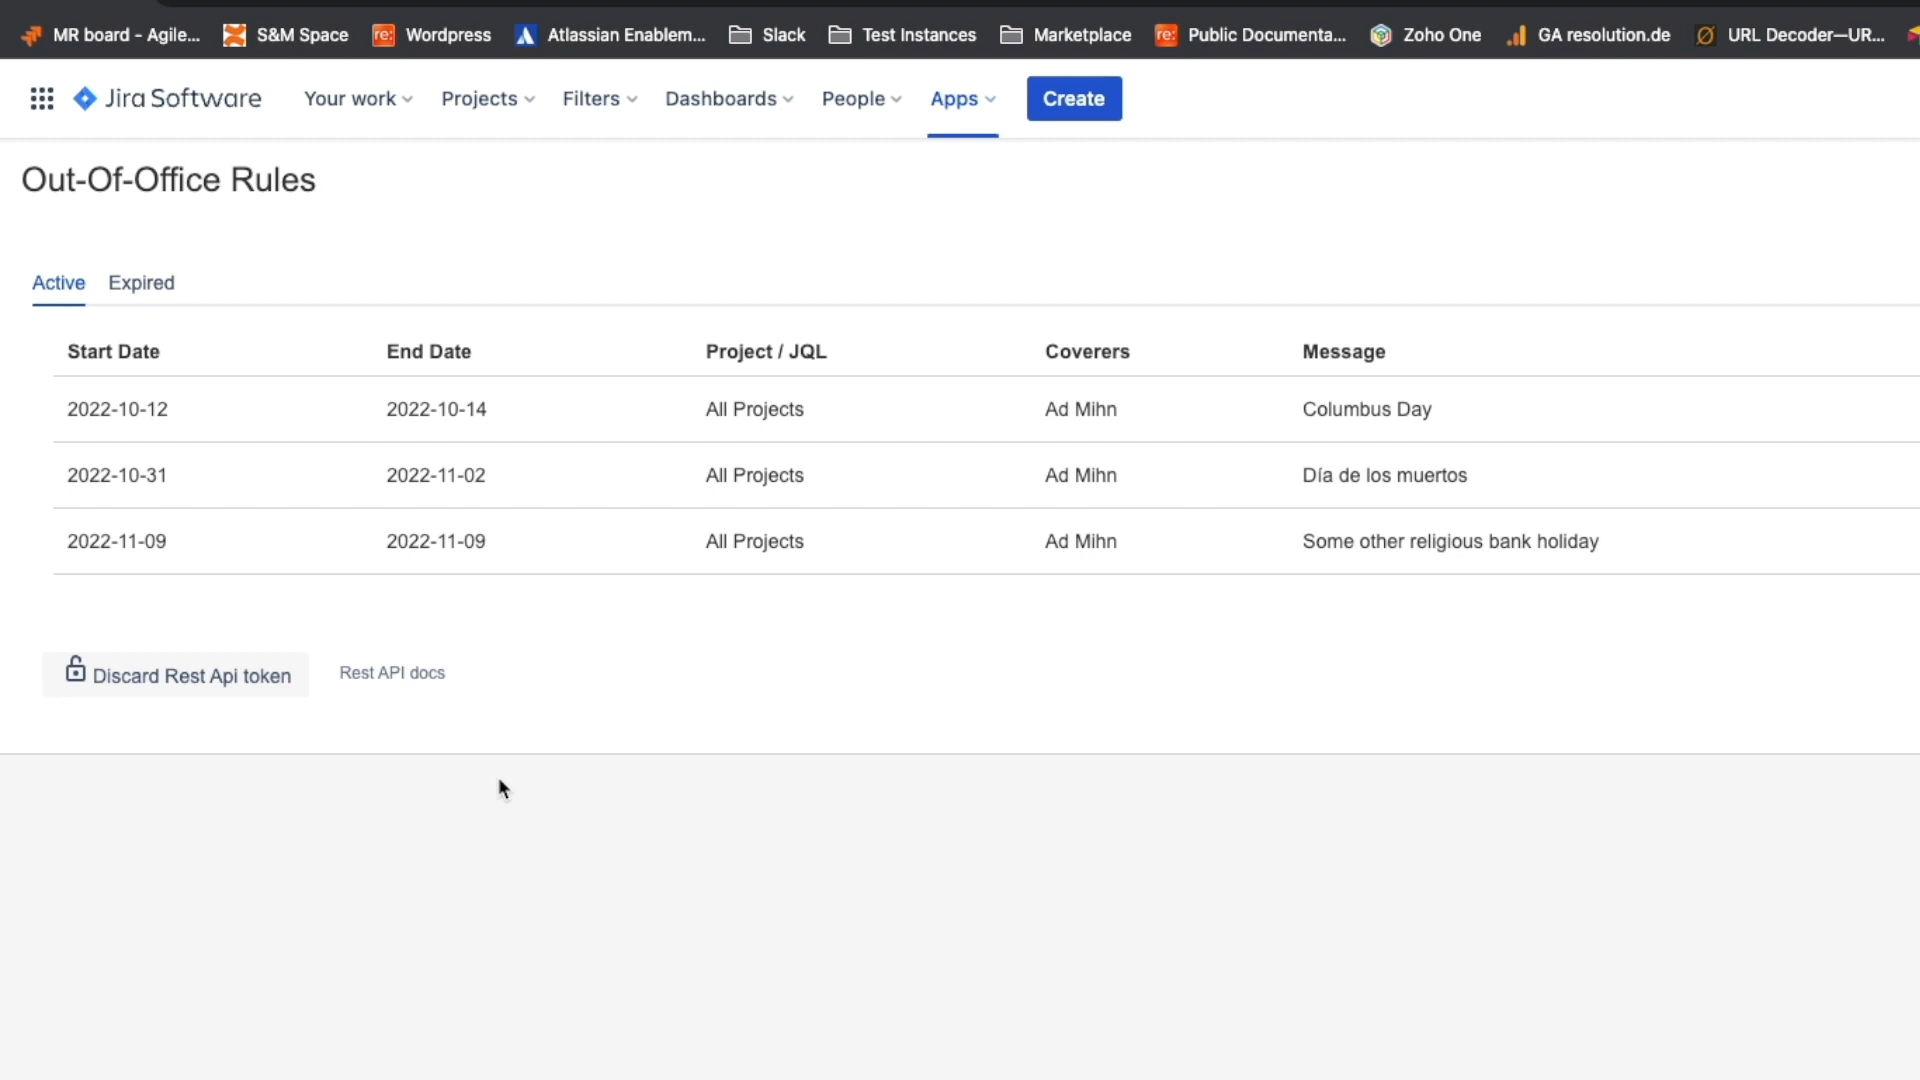 MR board - Agile... S&M Space re: Wordpress Atlassian Enablem... Slack Test Instances Marketplace re: Public Documenta... Zoho One GA resolution.de URL Decoder—UR...
Jira Software Your work Projects Filters Dashboards People Apps Create
Out-Of-Office Rules
Active Expired
Start Date End Date Project / JQL Coverers Message
2022-10-12 2022-10-14 All Projects Ad Mihn Columbus Day
2022-10-31 2022-11-02 All Projects Ad Mihn Día de los muertos
2022-11-09 2022-11-09 All Projects Ad Mihn Some other religious bank holiday
Discard Rest Api token Rest API docs